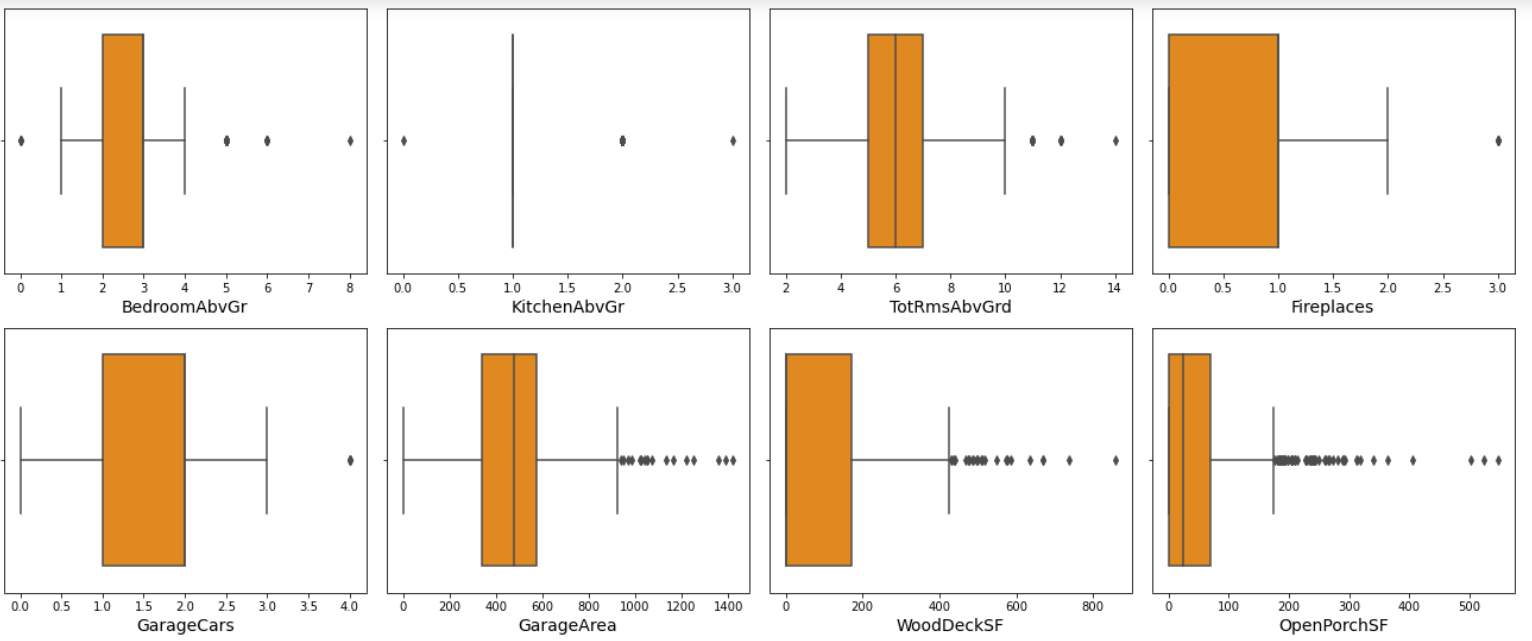 0 1 2 3 4 5 6 7 8
BedroomAbvGr
0.0 0.5 1.0 1.5 2.0 2.5 3.0
KitchenAbvGr
2 4 6 8 10 12 14
TotRmsAbvGrd
0.0 0.5 1.0 1.5 2.0 2.5 3.0
Fireplaces
0.0 0.5 1.0 1.5 2.0 2.5 3.0 3.5 4.0
GarageCars
0 200 400 600 800 1000 1200 1400
GarageArea
0 200 400 600 800
WoodDeckSF
0 100 200 300 400 500
OpenPorchSF